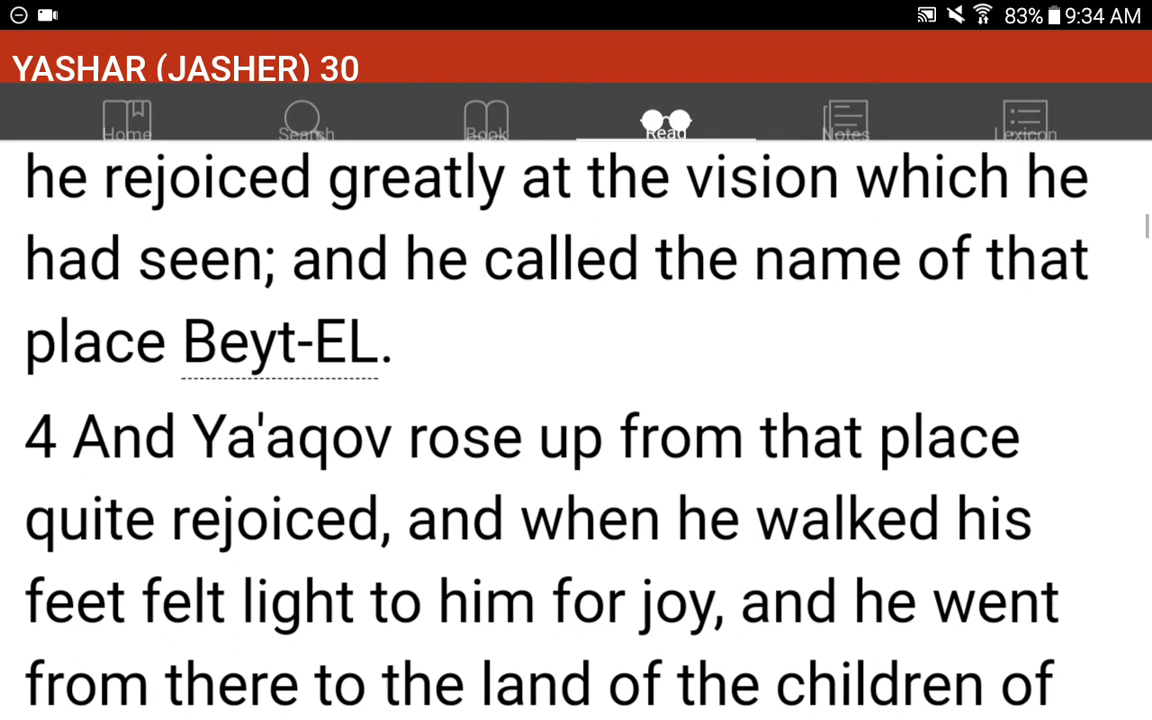 83% 9:34 AM
YASHAR (JASHER) 30
Home Search Book Read Notes Lexicon
he rejoiced greatly at the vision which he
had seen; and he called the name of that
place Beyt-EL.
4 And Ya'aqov rose up from that place
quite rejoiced, and when he walked his
feet felt light to him for joy, and he went
from there to the land of the children of